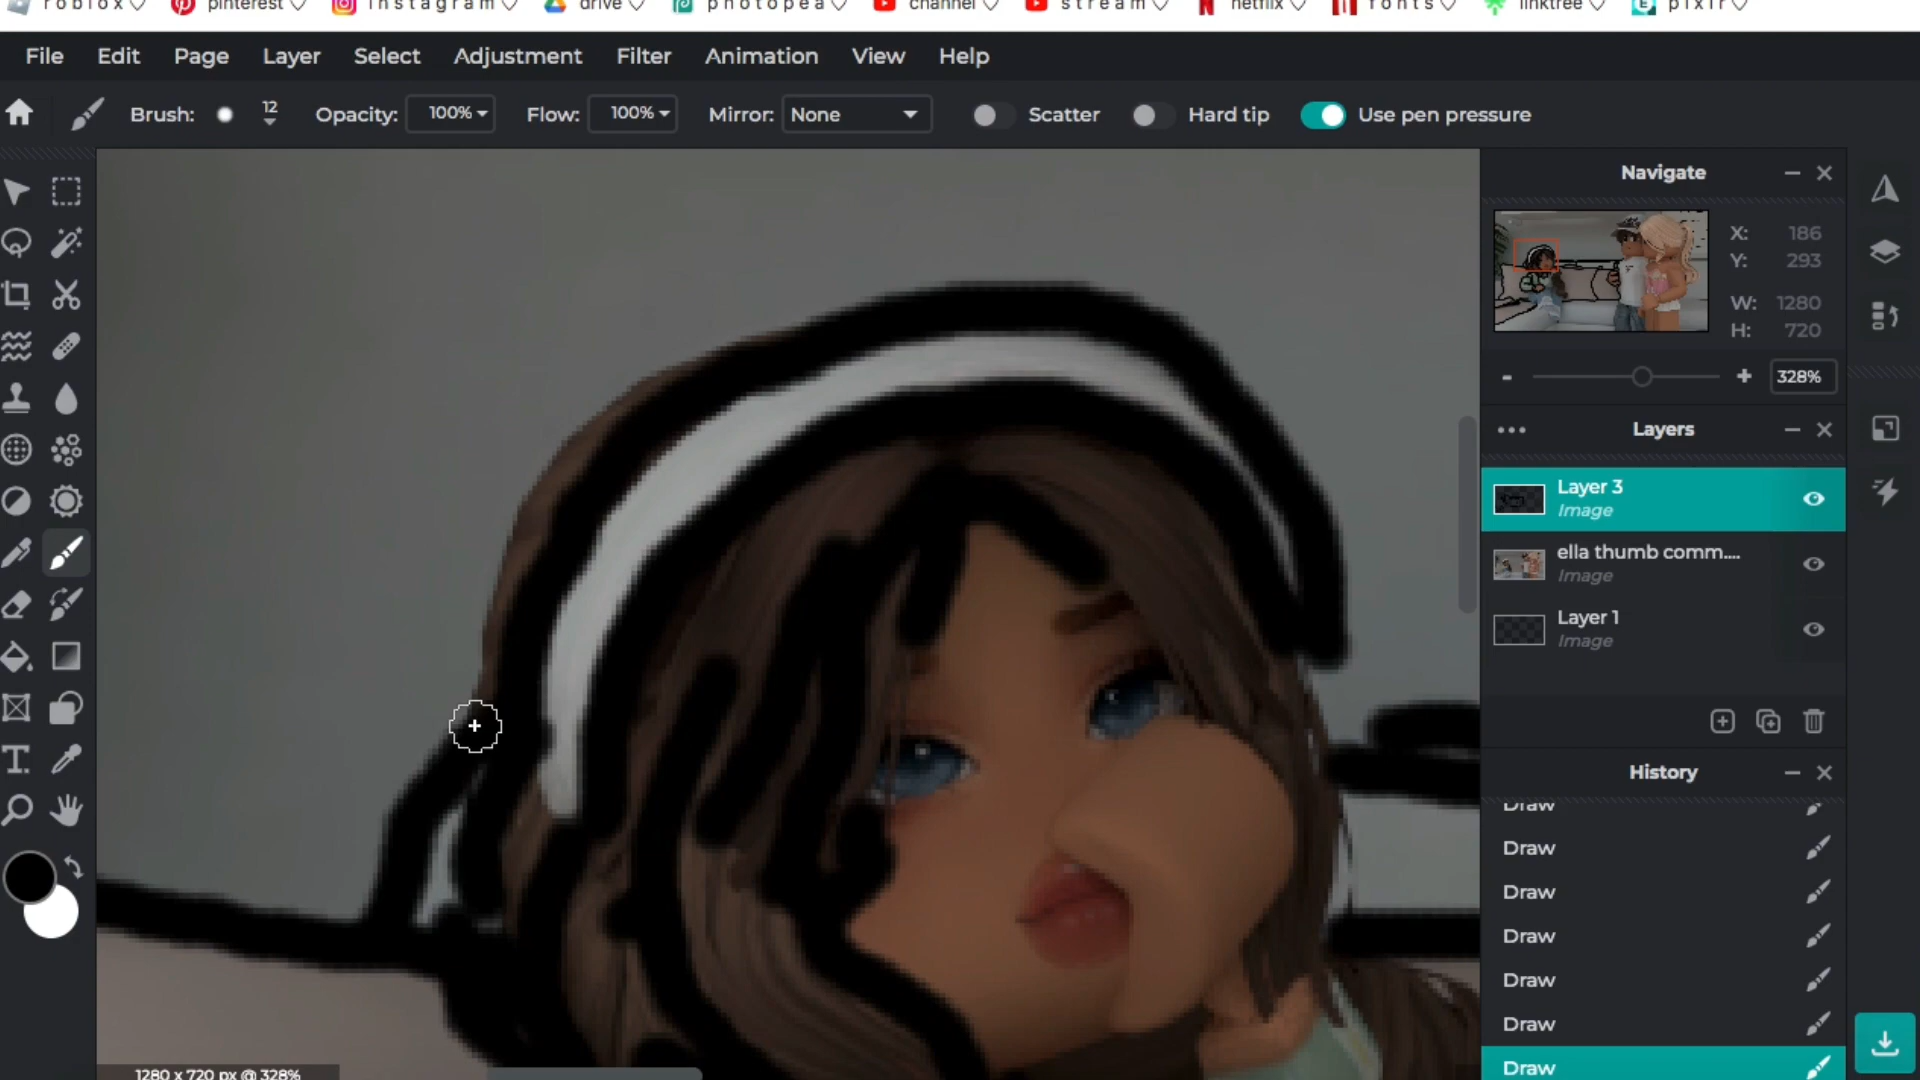 r o b l o x ♡ pinterest ♡ i n s t a g r a m ♡ drive ♡ p h o t o p e a ♡ channel ♡ s t r e a m ♡ netflix ♡ f o n t s ♡ linktree ♡ p i x l r ♡
File Edit Page Layer Select Adjustment Filter Animation View Help
Brush: 12 Opacity: 100% Flow: 100% Mirror: None Scatter Hard tip Use pen pressure
Navigate
X: 186
Y: 293
W: 1280
H: 720
- + 328%
Layers
Layer 3
Image
ella thumb comm....
Image
Layer 1
Image
History
Draw
Draw
Draw
Draw
Draw
Draw
Draw
1280 x 720 px @ 328%